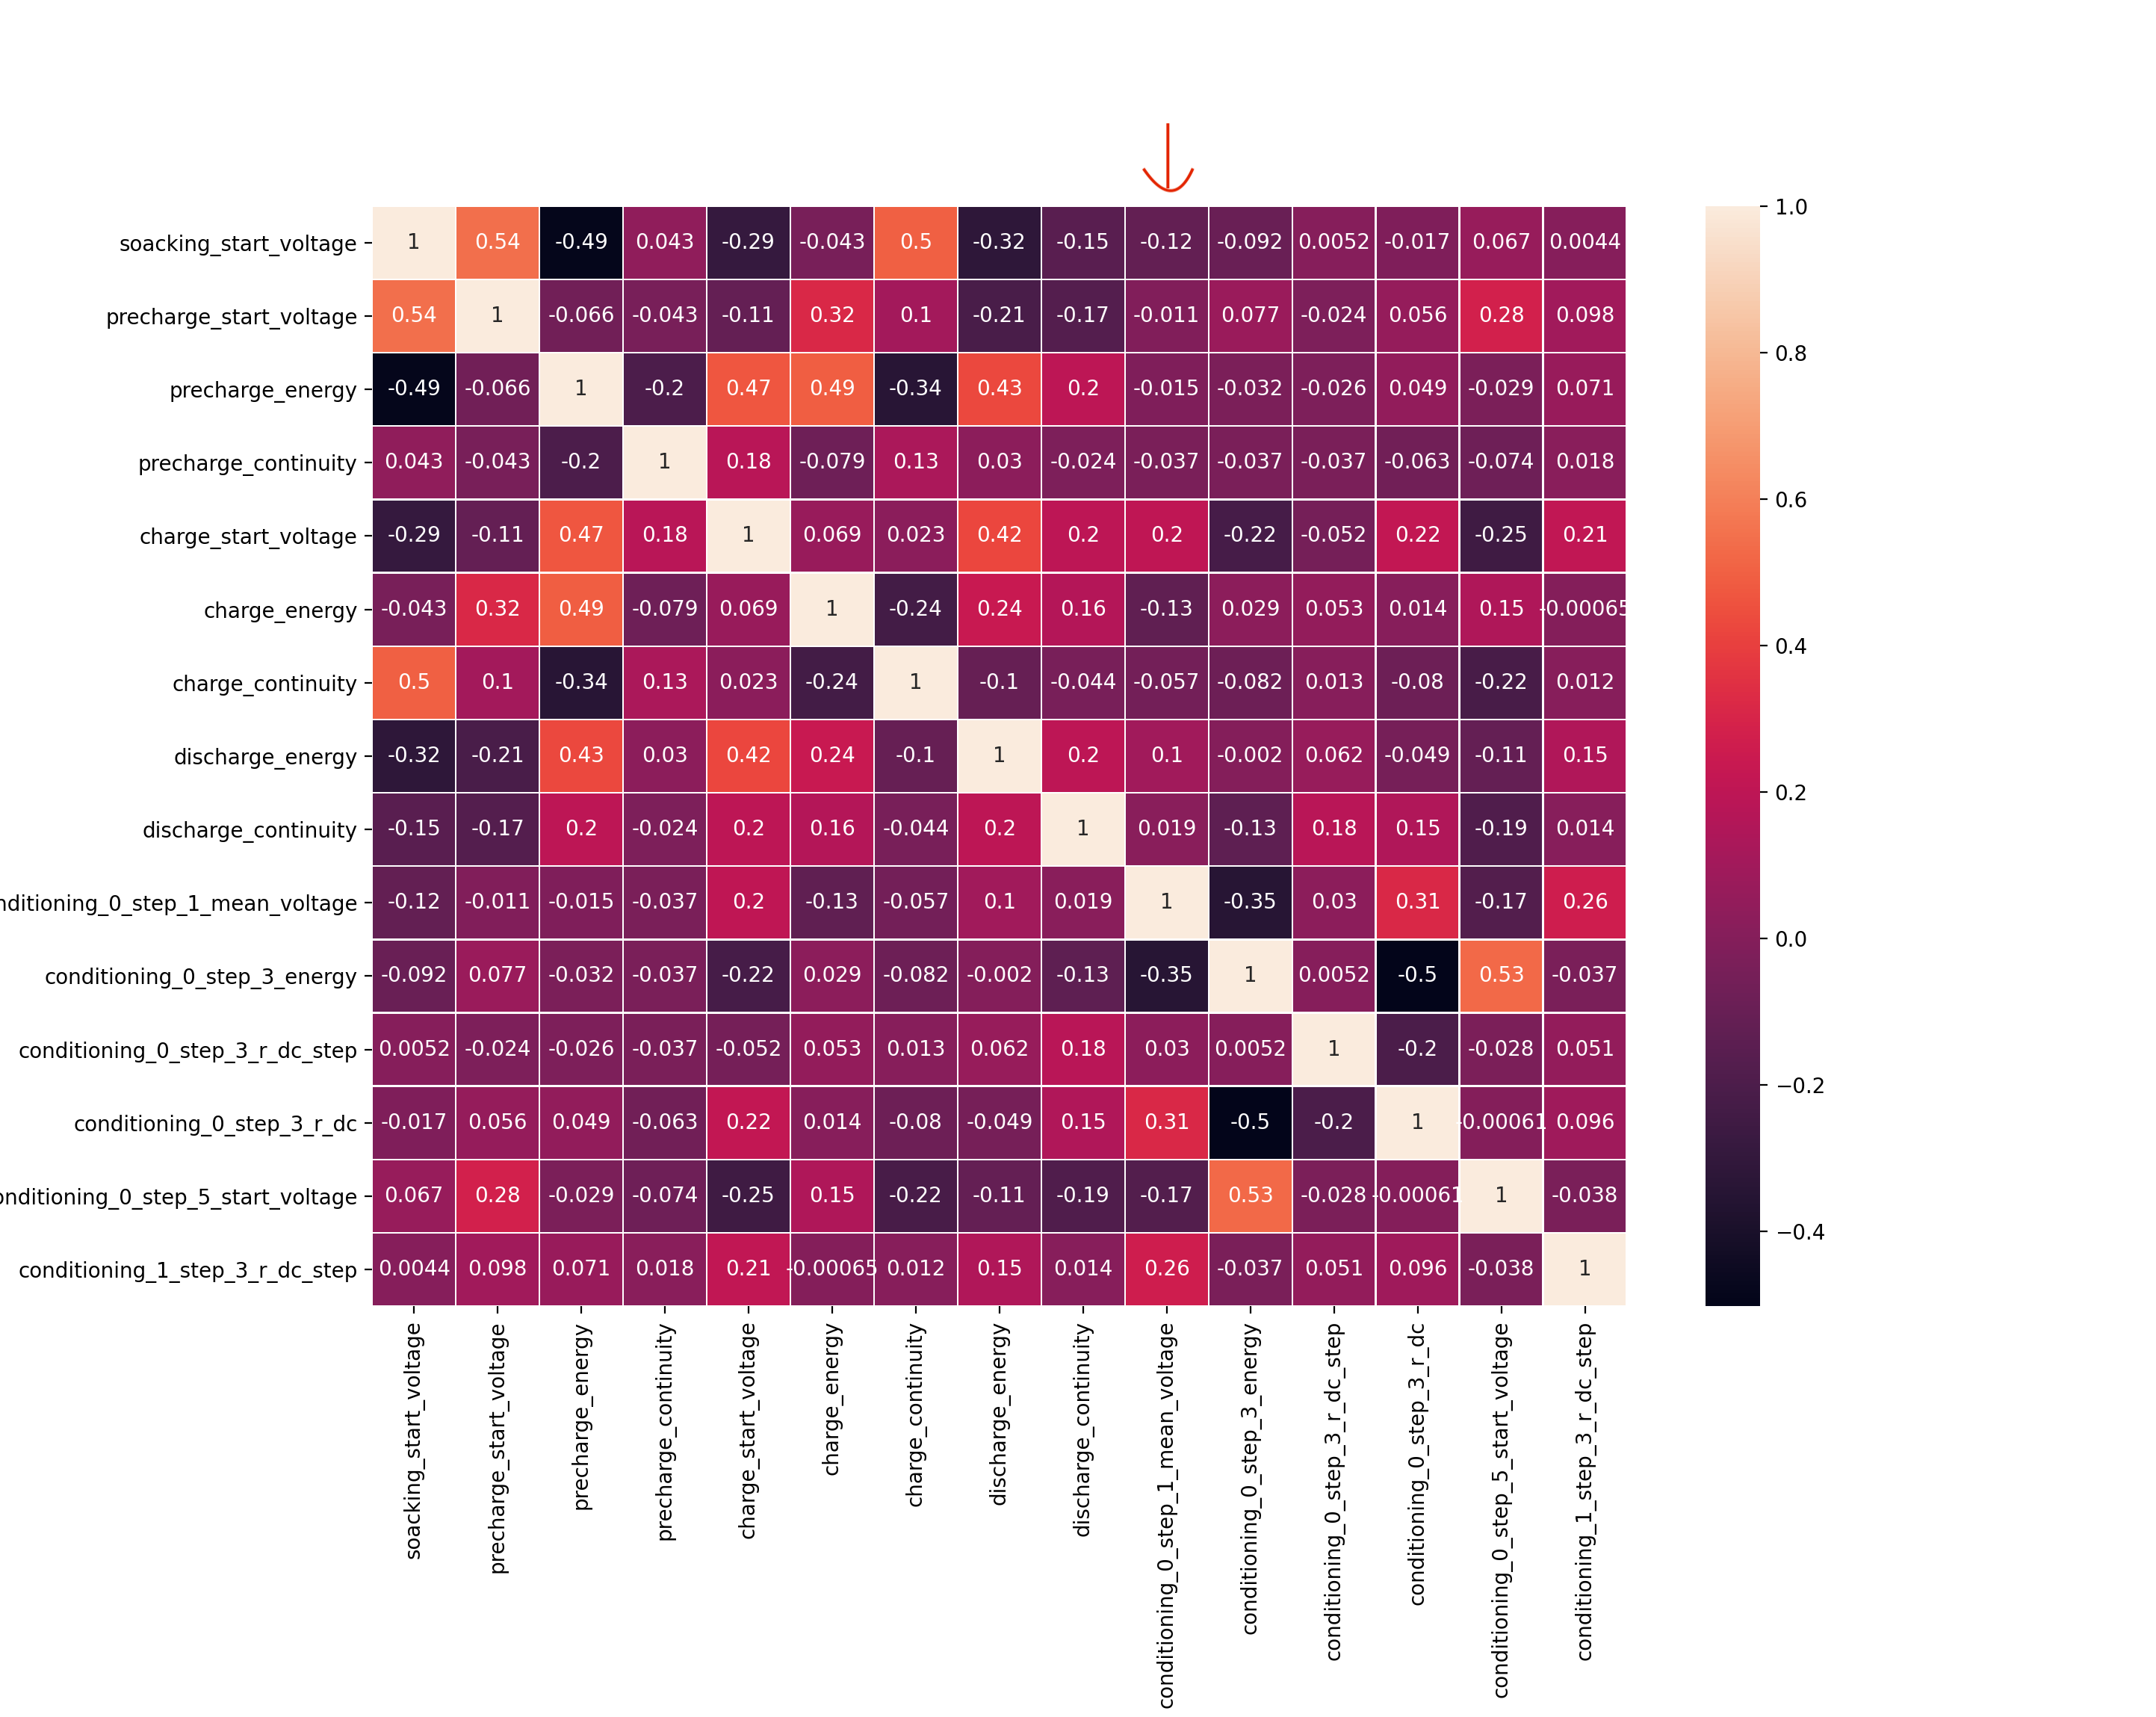 soacking_start_voltage 1 0.54 -0.49 0.043 -0.29 -0.043 0.5 -0.32 -0.15 -0.12 -0.092 0.0052 -0.017 0.067 0.0044
precharge_start_voltage 0.54 1 -0.066 -0.043 -0.11 0.32 0.1 -0.21 -0.17 -0.011 0.077 -0.024 0.056 0.28 0.098
precharge_energy -0.49 -0.066 1 -0.2 0.47 0.49 -0.34 0.43 0.2 -0.015 -0.032 -0.026 0.049 -0.029 0.071
precharge_continuity 0.043 -0.043 -0.2 1 0.18 -0.079 0.13 0.03 -0.024 -0.037 -0.037 -0.037 -0.063 -0.074 0.018
charge_start_voltage -0.29 -0.11 0.47 0.18 1 0.069 0.023 0.42 0.2 0.2 -0.22 -0.052 0.22 -0.25 0.21
charge_energy -0.043 0.32 0.49 -0.079 0.069 1 -0.24 0.24 0.16 -0.13 0.029 0.053 0.014 0.15 -0.00065
charge_continuity 0.5 0.1 -0.34 0.13 0.023 -0.24 1 -0.1 -0.044 -0.057 -0.082 0.013 -0.08 -0.22 0.012
discharge_energy -0.32 -0.21 0.43 0.03 0.42 0.24 -0.1 1 0.2 0.1 -0.002 0.062 -0.049 -0.11 0.15
discharge_continuity -0.15 -0.17 0.2 -0.024 0.2 0.16 -0.044 0.2 1 0.019 -0.13 0.18 0.15 -0.19 0.014
nditioning_0_step_1_mean_voltage -0.12 -0.011 -0.015 -0.037 0.2 -0.13 -0.057 0.1 0.019 1 -0.35 0.03 0.31 -0.17 0.26
conditioning_0_step_3_energy -0.092 0.077 -0.032 -0.037 -0.22 0.029 -0.082 -0.002 -0.13 -0.35 1 0.0052 -0.5 0.53 -0.037
conditioning_0_step_3_r_dc_step 0.0052 -0.024 -0.026 -0.037 -0.052 0.053 0.013 0.062 0.18 0.03 0.0052 1 -0.2 -0.028 0.051
conditioning_0_step_3_r_dc -0.017 0.056 0.049 -0.063 0.22 0.014 -0.08 -0.049 0.15 0.31 -0.5 -0.2 1 -0.00061 0.096
onditioning_0_step_5_start_voltage 0.067 0.28 -0.029 -0.074 -0.25 0.15 -0.22 -0.11 -0.19 -0.17 0.53 -0.028 -0.00061 1 -0.038
conditioning_1_step_3_r_dc_step 0.0044 0.098 0.071 0.018 0.21 -0.00065 0.012 0.15 0.014 0.26 -0.037 0.051 0.096 -0.038 1
soacking_start_voltage
precharge_start_voltage
precharge_energy
precharge_continuity
charge_start_voltage
charge_energy
charge_continuity
discharge_energy
discharge_continuity
conditioning_0_step_1_mean_voltage
conditioning_0_step_3_energy
conditioning_0_step_3_r_dc_step
conditioning_0_step_3_r_dc
conditioning_0_step_5_start_voltage
conditioning_1_step_3_r_dc_step
1.0
0.8
0.6
0.4
0.2
0.0
−0.2
−0.4